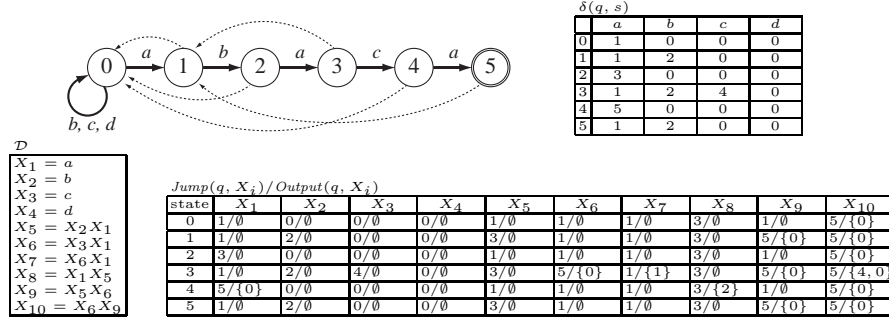 δ(q, s)
a b c d
0 1 0 0 0
1 1 2 0 0
2 3 0 0 0
3 1 2 4 0
4 5 0 0 0
5 1 2 0 0
0 a 1 b 2 a 3 c 4 a 5
b, c, d
D
X1 = a
X2 = b
X3 = c
X4 = d
X5 = X2X1
X6 = X3X1
X7 = X6X1
X8 = X1X5
X9 = X5X6
X10 = X6X9
Jump(q, Xi)/Output(q, Xi)
state X1 X2 X3 X4 X5 X6 X7 X8 X9 X10
0 1/∅ 0/∅ 0/∅ 0/∅ 1/∅ 1/∅ 1/∅ 3/∅ 1/∅ 5/{0}
1 1/∅ 2/∅ 0/∅ 0/∅ 3/∅ 1/∅ 1/∅ 3/∅ 5/{0} 5/{0}
2 3/∅ 0/∅ 0/∅ 0/∅ 1/∅ 1/∅ 1/∅ 3/∅ 1/∅ 5/{0}
3 1/∅ 2/∅ 4/∅ 0/∅ 3/∅ 5/{0} 1/{1} 3/∅ 5/{0} 5/{4, 0}
4 5/{0} 0/∅ 0/∅ 0/∅ 1/∅ 1/∅ 1/∅ 3/{2} 1/∅ 5/{0}
5 1/∅ 2/∅ 0/∅ 0/∅ 3/∅ 1/∅ 1/∅ 3/∅ 5/{0} 5/{0}